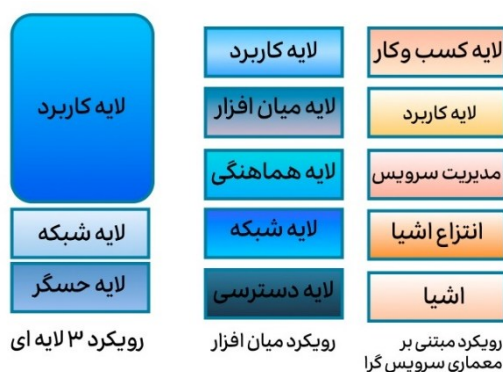 لایه کسب وکار
لایه کاربرد
مدیریت سرویس
انتزاع اشیا
اشیا
رویکرد مبتنی بر
معماری سرویس گرا
لایه کاربرد
لایه میان افزار
لایه هماهنگی
لایه شبکه
لایه دسترسی
رویکرد میان افزار
لایه کاربرد
لایه شبکه
لایه حسگر
رویکرد ۳ لایه ای